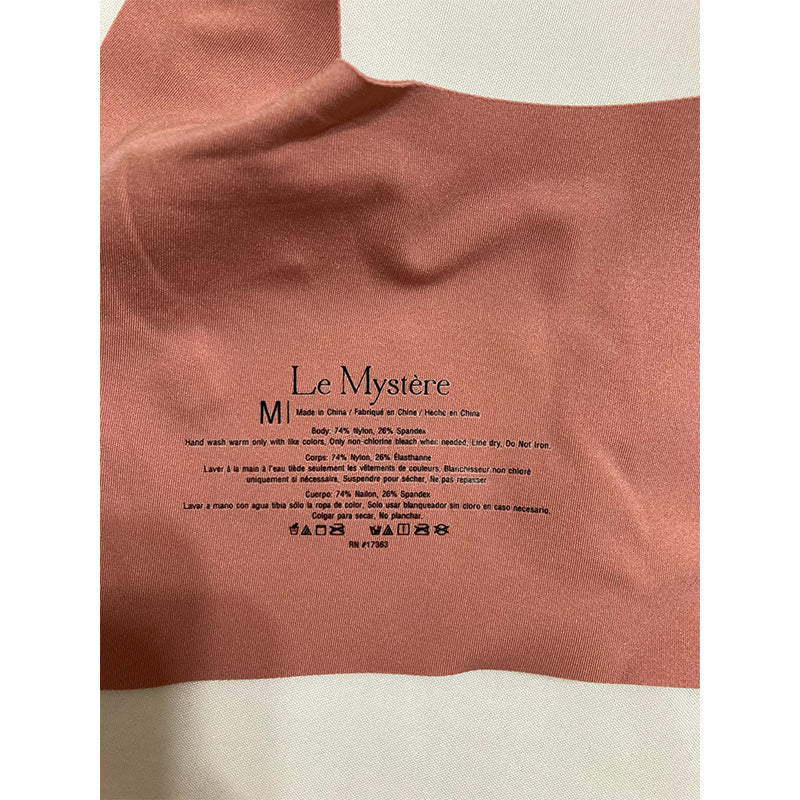 Le Mystère
M| Made in China / Fabriqué en Chine / Hecho en China
Body: 74% Nylon, 26% Spandex
Hand wash warm only with like colors, Only non-chlorine bleach when needed, Line dry, Do Not Iron.
Corps: 74% Nylon, 26% Élasthanne
Laver à la main à l'eau tiède seulement les vêtements de couleurs, Blanchisseur non chloré
uniquement si nécessaire, Suspendre pour sécher, Ne pas repasser
Cuerpo: 74% Nailon, 26% Spandex
Lavar a mano con agua tibia sólo la ropa de color, Solo usar blanqueador sin cloro en caso necesario,
Colgar para secar, No planchar.
RN #17363